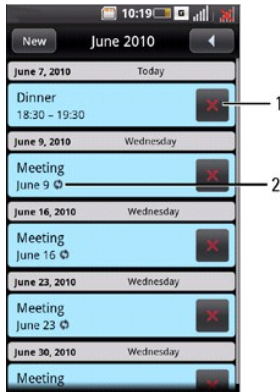 10:19 G
New June 2010
June 7, 2010 Today
Dinner
18:30 – 19:30
1
June 9, 2010 Wednesday
Meeting
June 9
2
June 16, 2010 Wednesday
Meeting
June 16
June 23, 2010 Wednesday
Meeting
June 23
June 30, 2010 Wednesday
Meeting